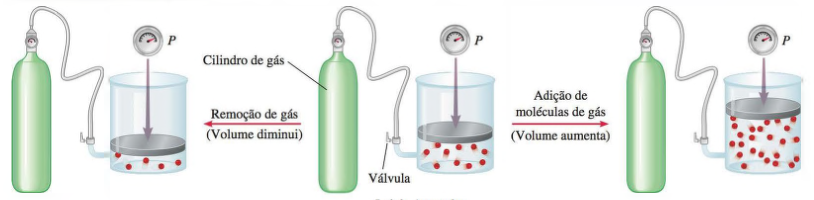 P
P
P
Cilindro de gás
Remoção de gás
(Volume diminui)
Adição de
moléculas de gás
(Volume aumenta)
Válvula